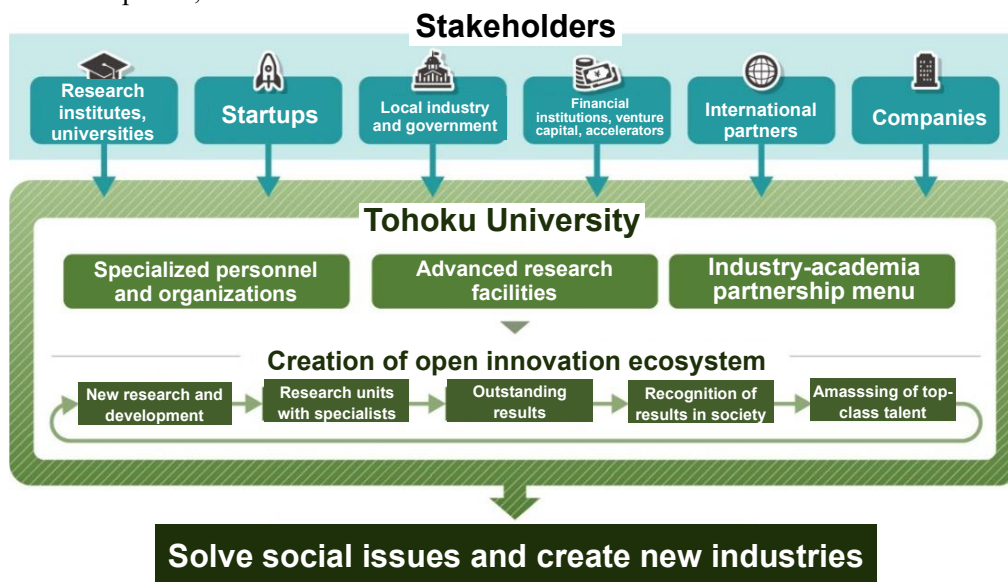 Stakeholders
Research
institutes,
universities
Startups
Local industry
and government
Financial
institutions, venture
capital, accelerators
International
partners
Companies
Tohoku University
Specialized personnel
and organizations
Advanced research
facilities
Industry-academia
partnership menu
Creation of open innovation ecosystem
New research and
development
Research units
with specialists
Outstanding
results
Recognition of
results in society
Amasssing of top-
class talent
Solve social issues and create new industries